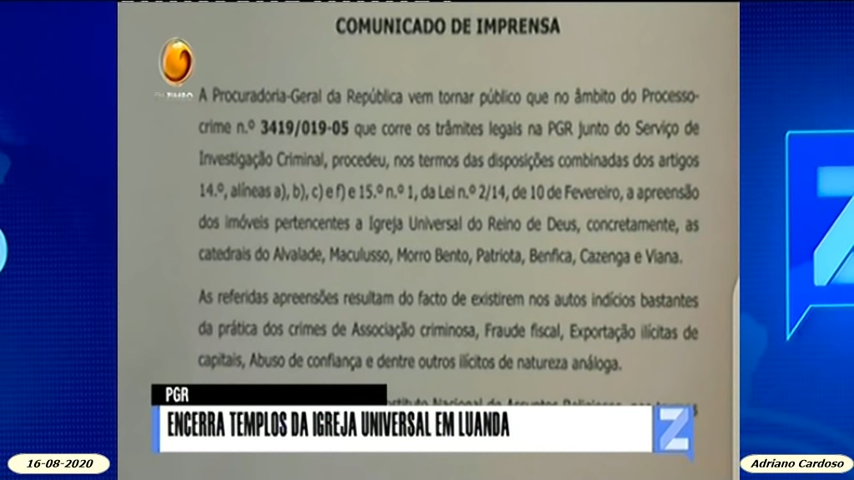 COMUNICADO DE IMPRENSA
A Procuradoria-Geral da República vem tornar público que no âmbito do Processo-
crime n.º 3419/019-05 que corre os trâmites legais na PGR Junto do Serviço de
Investigação Criminal, procedeu, nos termos das disposições combinadas dos artigos
14.º, alíneas a), b), c) e f) e 15.º n.º 1, da Lei n.º 2/14, de 10 de Fevereiro, a apreensão
dos imóveis pertencentes a Igreja Universal do Reino de Deus, concretamente, as
catedrais do Alvalade, Maculusso, Morro Bento, Patriota, Benfica, Cazenga e Viana.
As referidas apreensões resultam do facto de existirem nos autos indícios bastantes
da prática dos crimes de Associação criminosa, Fraude fiscal, Exportação ilícitas de
capitais, Abuso de confiança e dentre outros ilícitos de natureza análoga.
Nacional de Assuntos Religiosos
PGR
ENCERRA TEMPLOS DA IGREJA UNIVERSAL EM LUANDA
Z
Z
16-08-2020
Adriano Cardoso